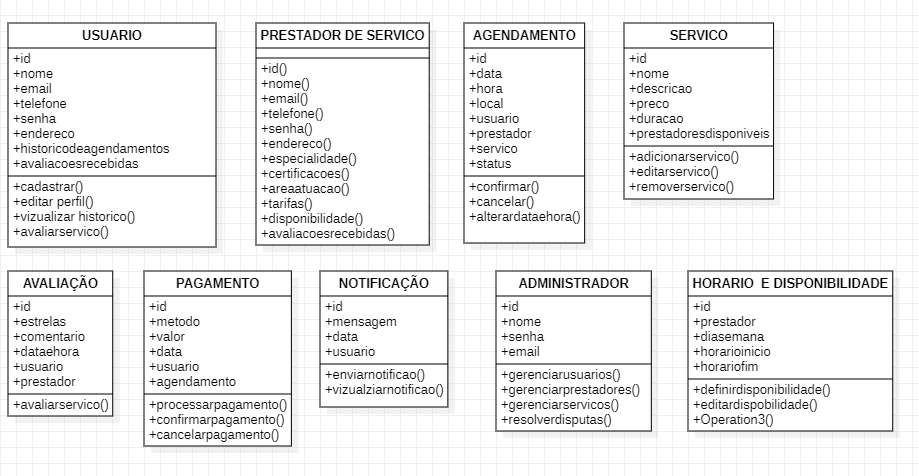 USUARIO
+id
+nome
+email
+telefone
+senha
+endereco
+historicodeagendamentos
+avaliacoesrecebidas
+cadastrar()
+editar perfil()
+vizualizar historico()
+avaliarservico()
PRESTADOR DE SERVICO
+id()
+nome()
+email()
+telefone()
+senha()
+endereco()
+especialidade()
+certificacoes()
+areaatuacao()
+tarifas()
+disponibilidade()
+avaliacoesrecebidas()
AGENDAMENTO
+id
+data
+hora
+local
+usuario
+prestador
+servico
+status
+confirmar()
+cancelar()
+alterardataehora()
SERVICO
+id
+nome
+descricao
+preco
+duracao
+prestadoresdisponiveis
+adicionarservico()
+editarservico()
+removerservico()
AVALIAÇÃO
+id
+estrelas
+comentario
+dataehora
+usuario
+prestador
+avaliarservico()
PAGAMENTO
+id
+metodo
+valor
+data
+usuario
+agendamento
+processarpagamento()
+confirmarpagamento()
+cancelarpagamento()
NOTIFICAÇÃO
+id
+mensagem
+data
+usuario
+enviarnotificao()
+vizualziarnotificao()
ADMINISTRADOR
+id
+nome
+senha
+email
+gerenciarusuarios()
+gerenciarprestadores()
+gerenciarservicos()
+resolverdisputas()
HORARIO E DISPONIBILIDADE
+id
+prestador
+diasemana
+horarioinicio
+horariofim
+definirdisponibilidade()
+editardispobilidade()
+Operation3()